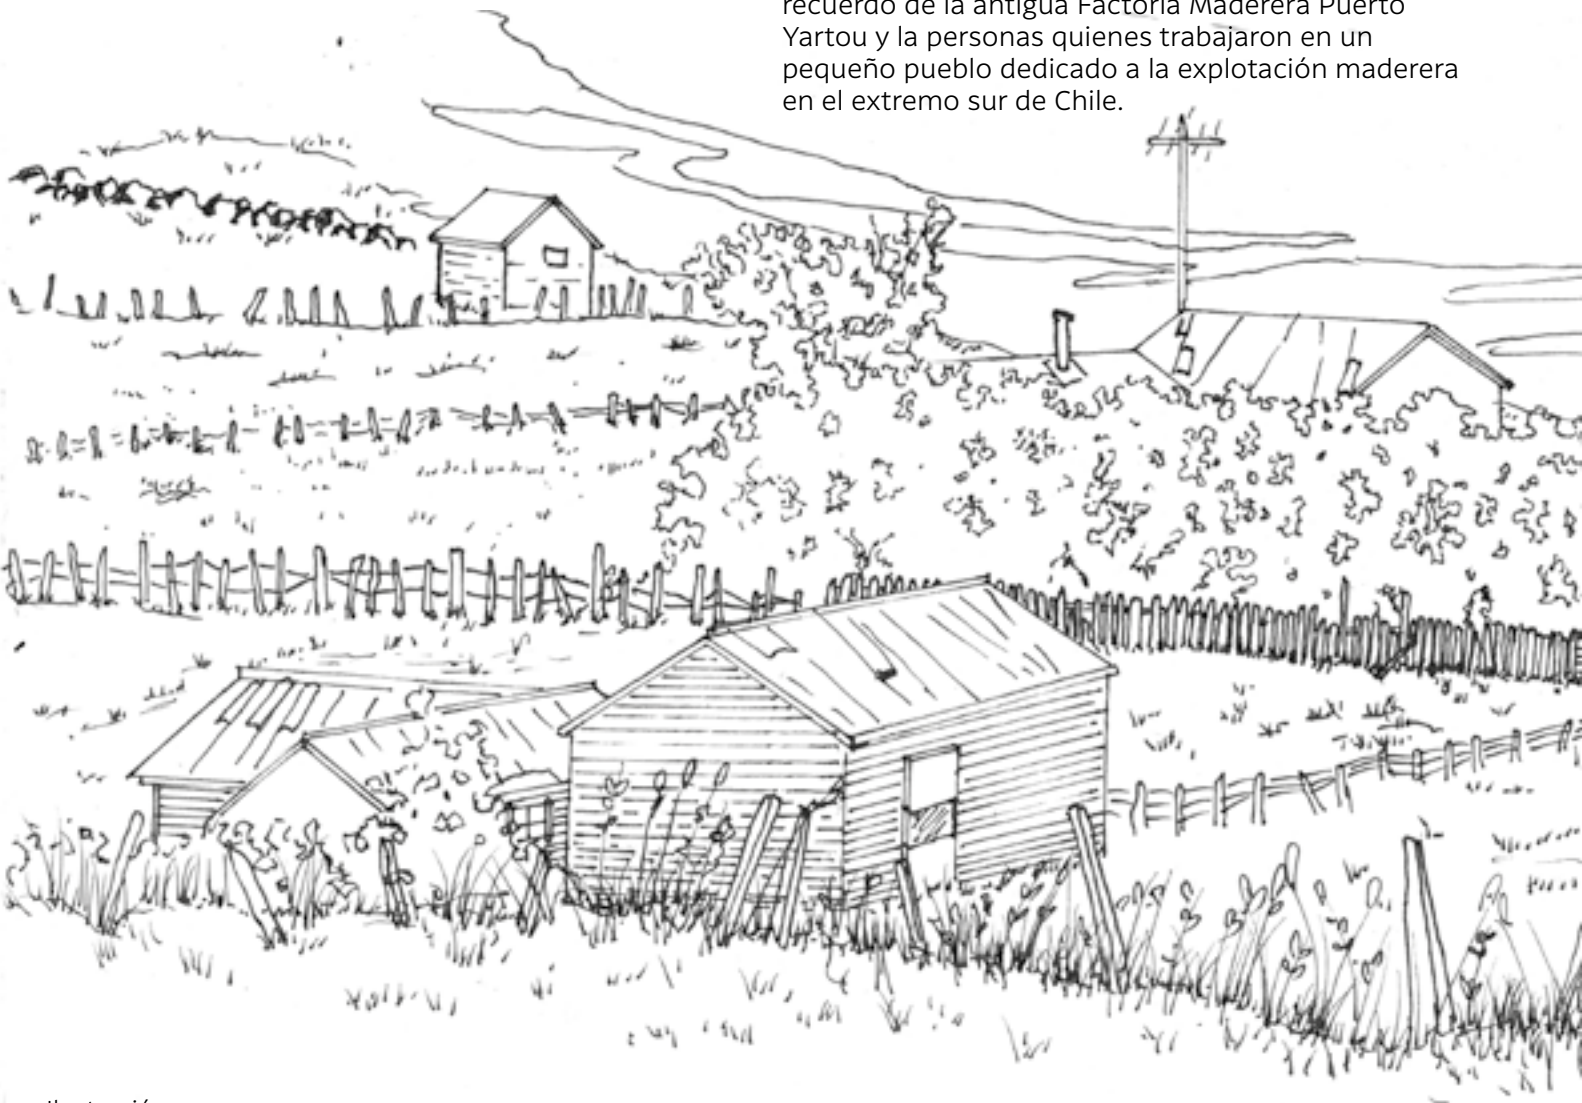 recuerdo de la antigua Factoría Maderera Puerto
Yartou y la personas quienes trabajaron en un
pequeño pueblo dedicado a la explotación maderera
en el extremo sur de Chile.